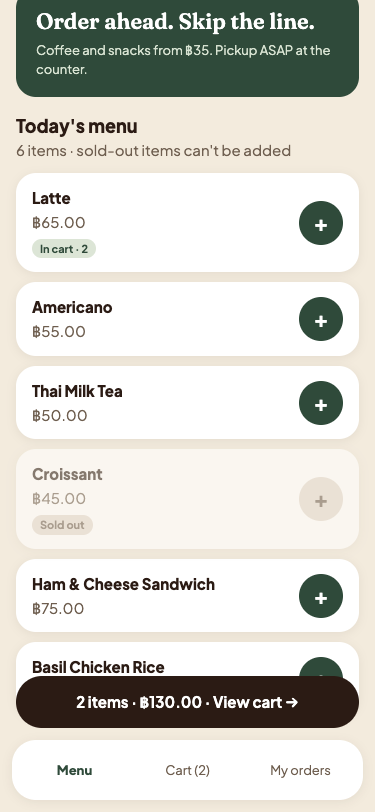 Order ahead. Skip the line.
Coffee and snacks from ฿35. Pickup ASAP at the
counter.
Today's menu
6 items · sold-out items can't be added
Latte
฿65.00
In cart · 2
+
Americano
฿55.00
+
Thai Milk Tea
฿50.00
+
Croissant
฿45.00
Sold out
+
Ham & Cheese Sandwich
฿75.00
+
Basil Chicken Rice
2 items · ฿130.00 · View cart →
Menu
Cart (2)
My orders